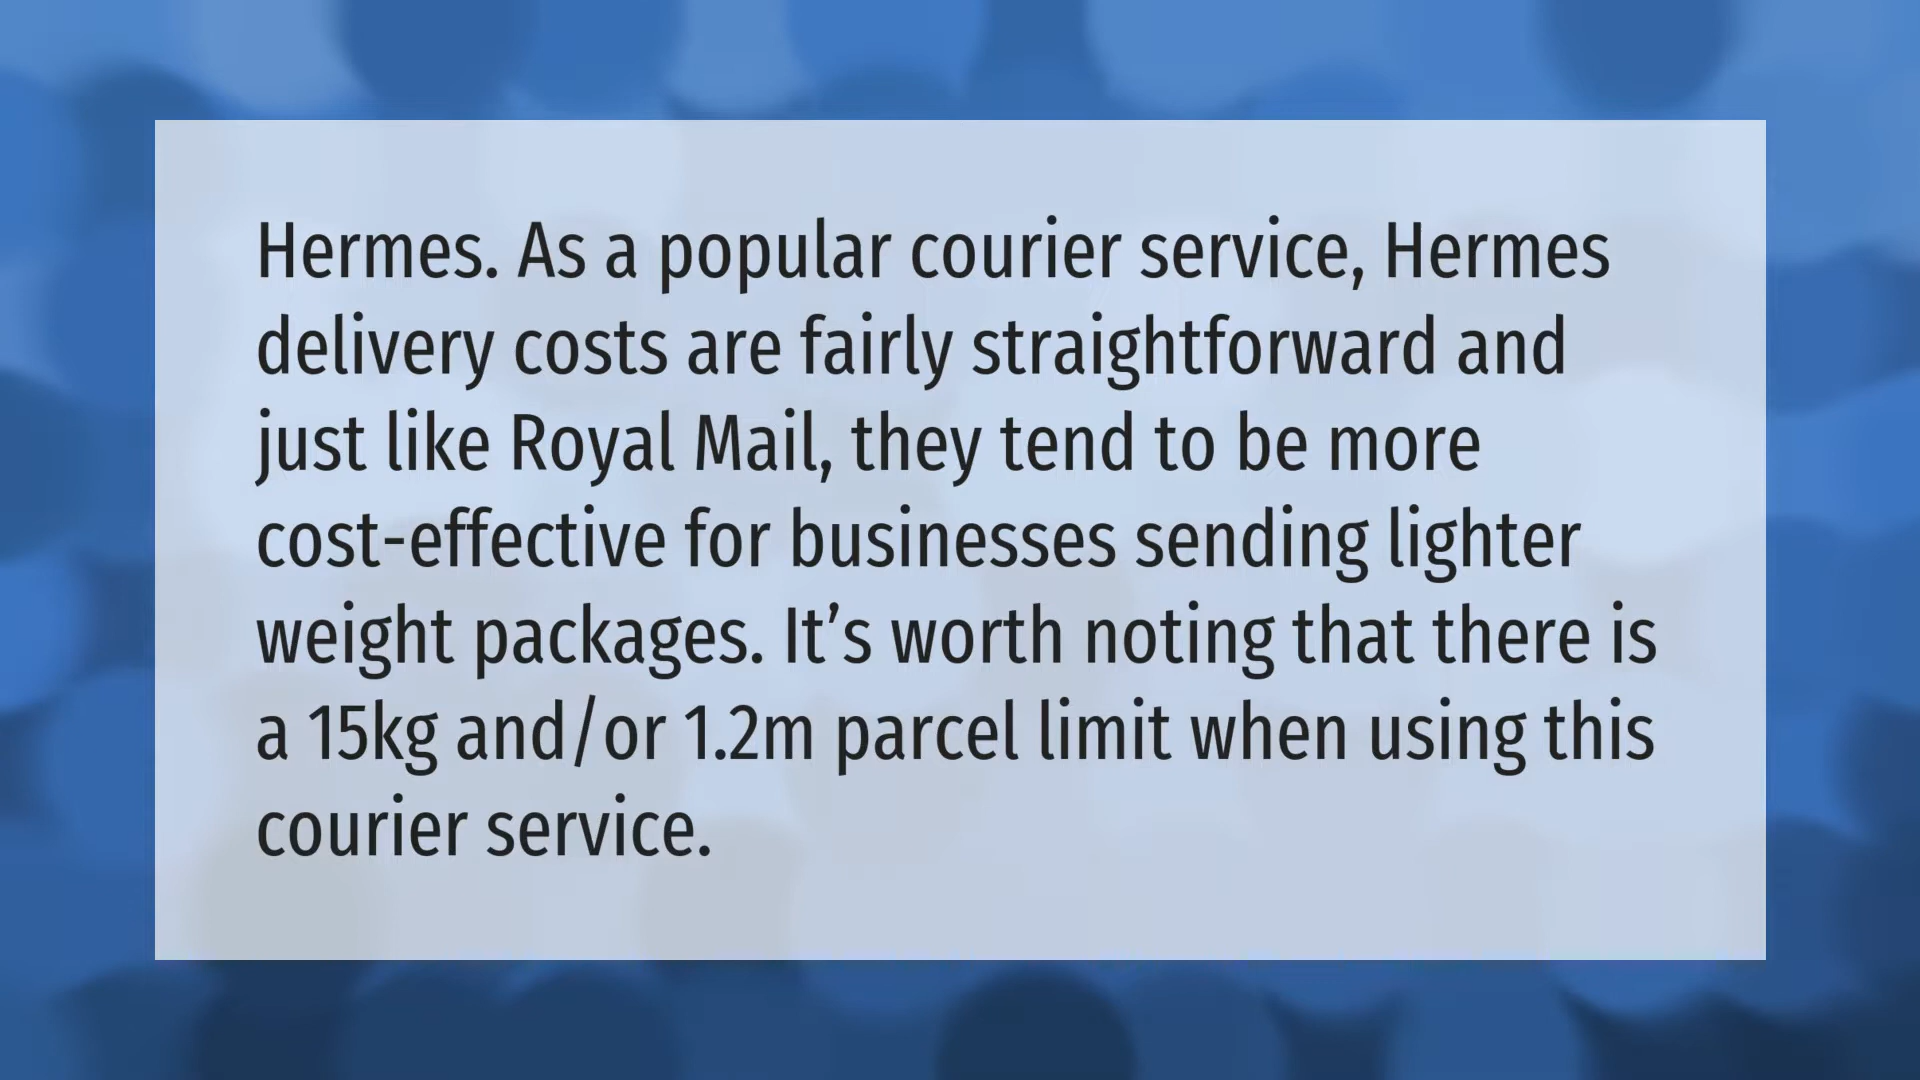 Hermes. As a popular courier service, Hermes
delivery costs are fairly straightforward and
just like Royal Mail, they tend to be more
cost-effective for businesses sending lighter
weight packages. It’s worth noting that there is
a 15kg and/or 1.2m parcel limit when using this
courier service.